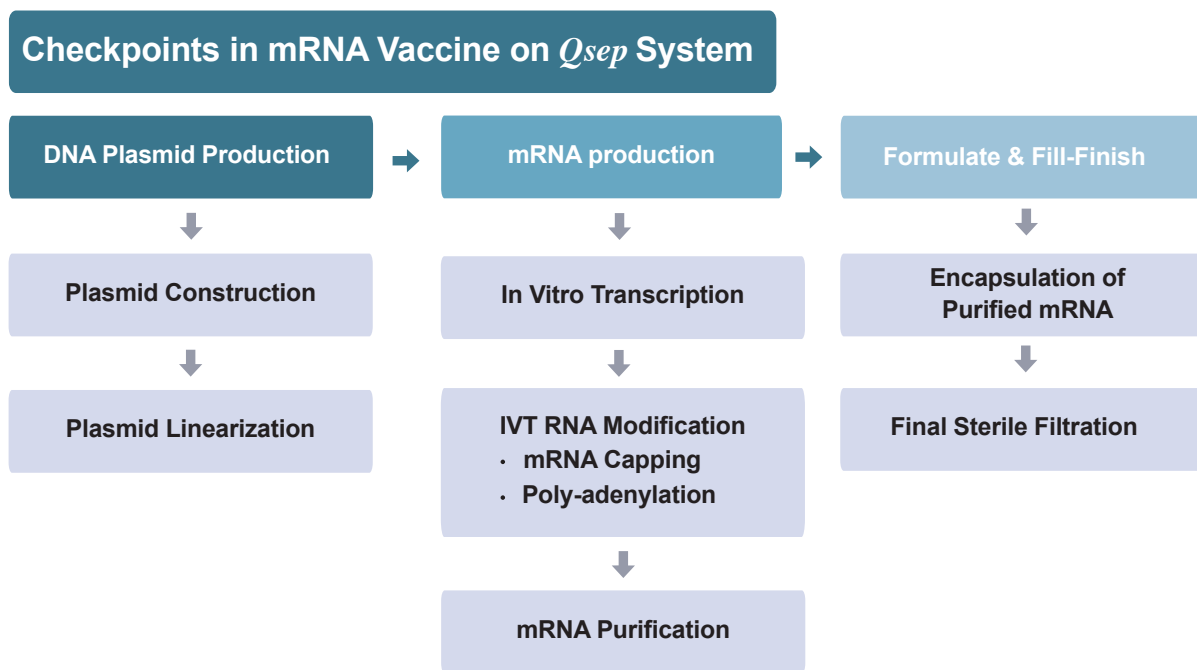 Checkpoints in mRNA Vaccine on Qsep System
DNA Plasmid Production
mRNA production
Formulate & Fill-Finish
Plasmid Construction
Plasmid Linearization
In Vitro Transcription
IVT RNA Modification
· mRNA Capping
· Poly-adenylation
mRNA Purification
Encapsulation of
Purified mRNA
Final Sterile Filtration